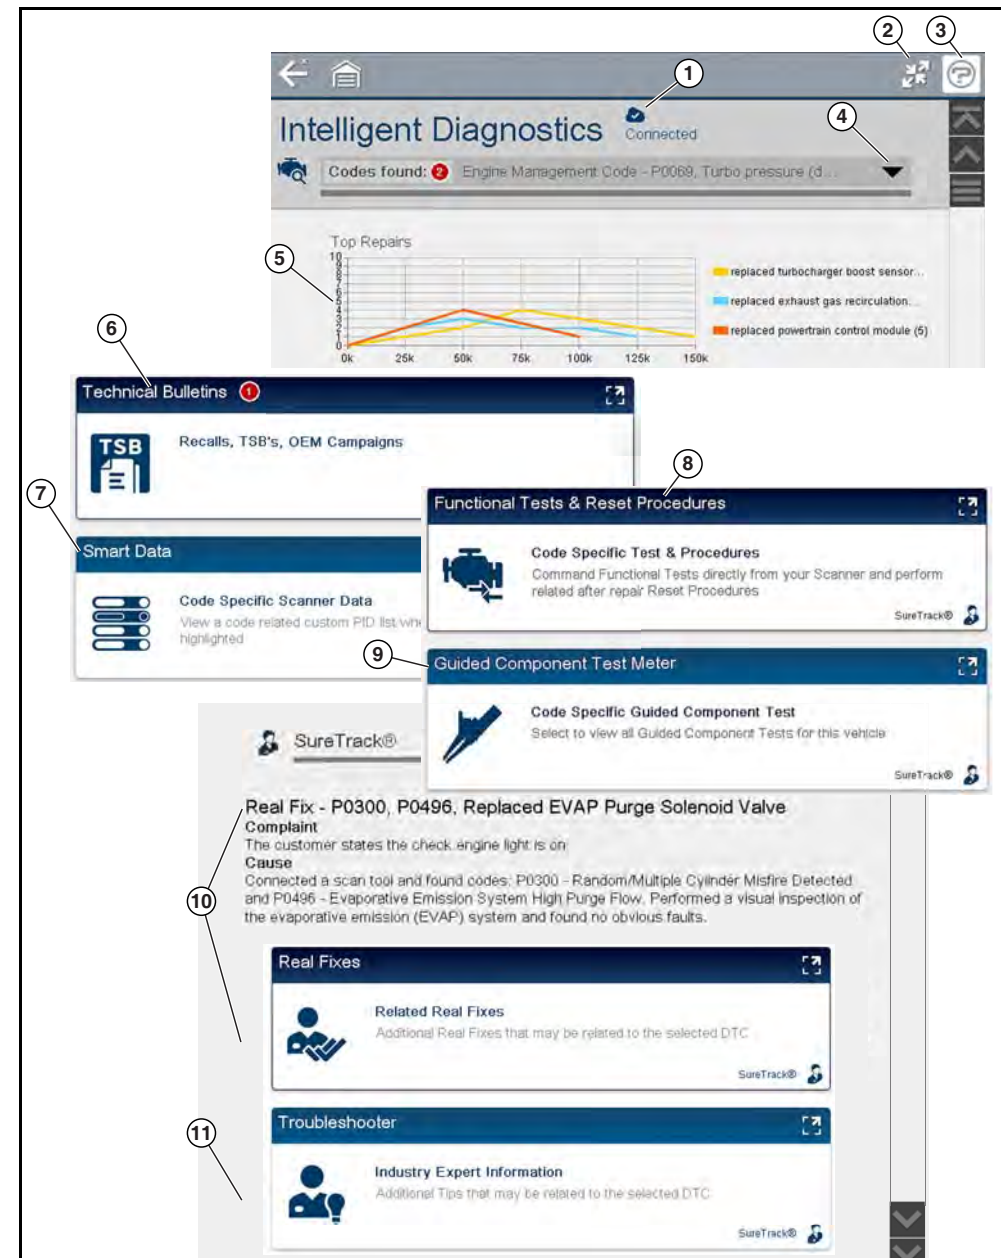 2
3
1
Intelligent Diagnostics
Connected
4
Codes found: 2 Engine Management Code - P0069, Turbo pressure (d...
5
Top Repairs
10
9
8
7
6
5
4
3
2
1
0
0k 25k 50k 75k 100k 125k 150k
replaced turbocharger boost sensor...
replaced exhaust gas recirculation...
replaced powertrain control module (5)
6
Technical Bulletins 1
TSB
Recalls, TSB's, OEM Campaigns
7
Smart Data
Code Specific Scanner Data
View a code related custom PID list whe
highlighted
8
Functional Tests & Reset Procedures
Code Specific Test & Procedures
Command Functional Tests directly from your Scanner and perform
related after repair Reset Procedures
SureTrack®
9
Guided Component Test Meter
Code Specific Guided Component Test
Select to view all Guided Component Tests for this vehicle
SureTrack®
SureTrack®
Real Fix - P0300, P0496, Replaced EVAP Purge Solenoid Valve
Complaint
The customer states the check engine light is on
Cause
Connected a scan tool and found codes: P0300 - Random/Multiple Cylinder Misfire Detected
and P0496 - Evaporative Emission System High Purge Flow. Performed a visual inspection of
the evaporative emission (EVAP) system and found no obvious faults.
10
Real Fixes
Related Real Fixes
Additional Real Fixes that may be related to the selected DTC
SureTrack®
11
Troubleshooter
Industry Expert Information
Additional Tips that may be related to the selected DTC
SureTrack®